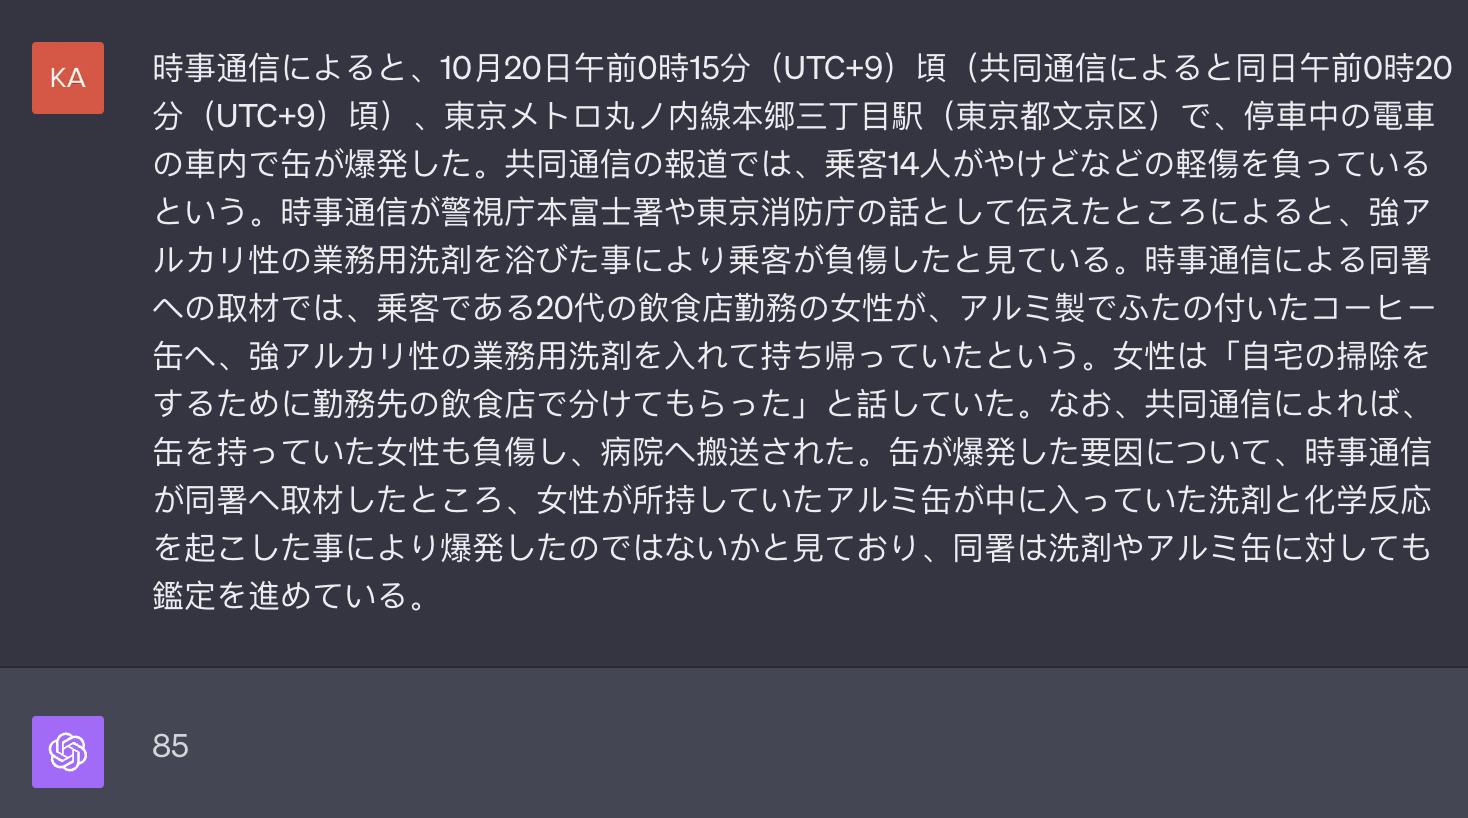 KA
時事通信によると、10月20日午前0時15分（UTC+9）頃（共同通信によると同日午前0時20
分（UTC+9）頃）、東京メトロ丸ノ内線本郷三丁目駅（東京都文京区）で、停車中の電車
の車内で缶が爆発した。共同通信の報道では、乗客14人がやけどなどの軽傷を負っている
という。時事通信が警視庁本富士署や東京消防庁の話として伝えたところによると、強ア
ルカリ性の業務用洗剤を浴びた事により乗客が負傷したと見ている。時事通信による同署
への取材では、乗客である20代の飲食店勤務の女性が、アルミ製でふたの付いたコーヒー
缶へ、強アルカリ性の業務用洗剤を入れて持ち帰っていたという。女性は「自宅の掃除を
するために勤務先の飲食店で分けてもらった」と話していた。なお、共同通信によれば、
缶を持っていた女性も負傷し、病院へ搬送された。缶が爆発した要因について、時事通信
が同署へ取材したところ、女性が所持していたアルミ缶が中に入っていた洗剤と化学反応
を起こした事により爆発したのではないかと見ており、同署は洗剤やアルミ缶に対しても
鑑定を進めている。
85